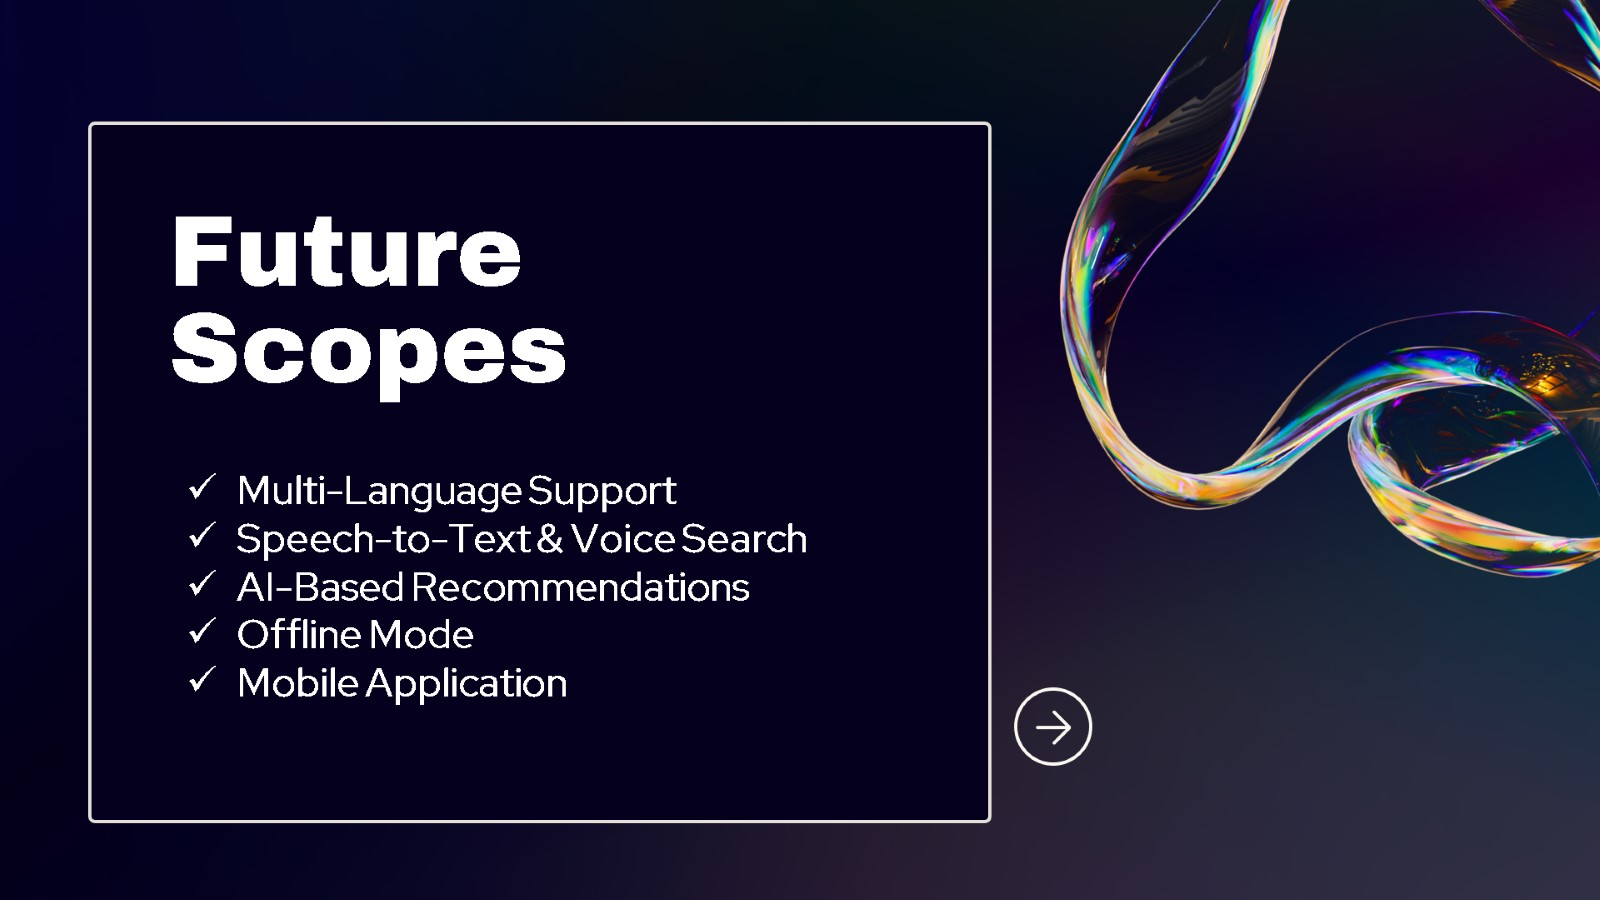 Future
Scopes
✓ Multi-Language Support
✓ Speech-to-Text & Voice Search
✓ AI-Based Recommendations
✓ Offline Mode
✓ Mobile Application